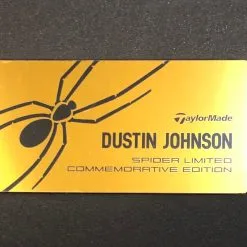 TaylorMade
DUSTIN JOHNSON
SPIDER LIMITED
COMMEMORATIVE EDITION